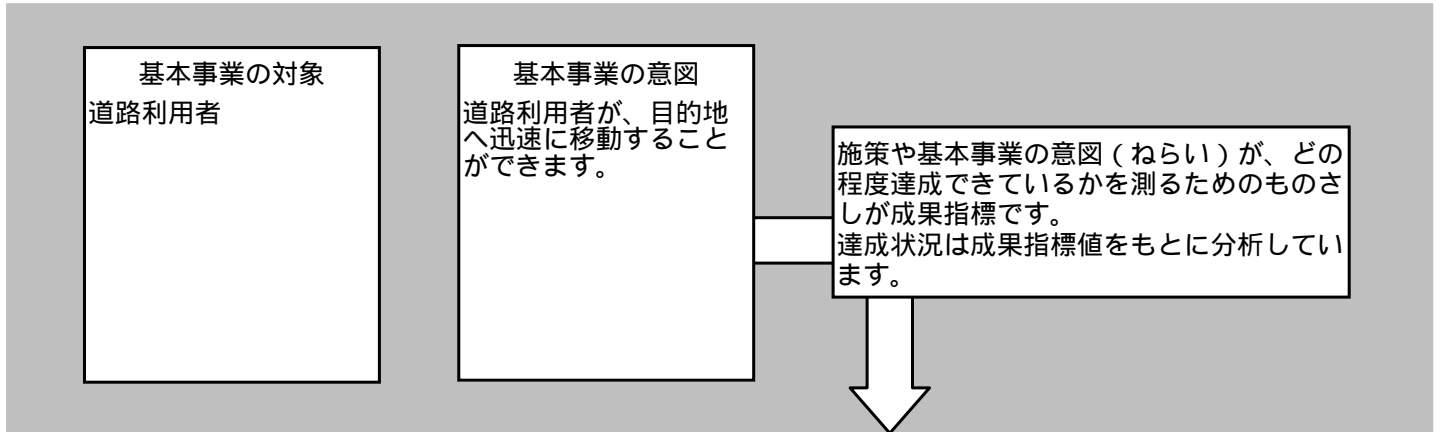 基本事業の対象
道路利用者
基本事業の意図
道路利用者が、目的地
へ迅速に移動すること
ができます。
施策や基本事業の意図(ねらい)が、どの
程度達成できているかを測るためのものさ
しが成果指標です。
達成状況は成果指標値をもとに分析してい
ます。